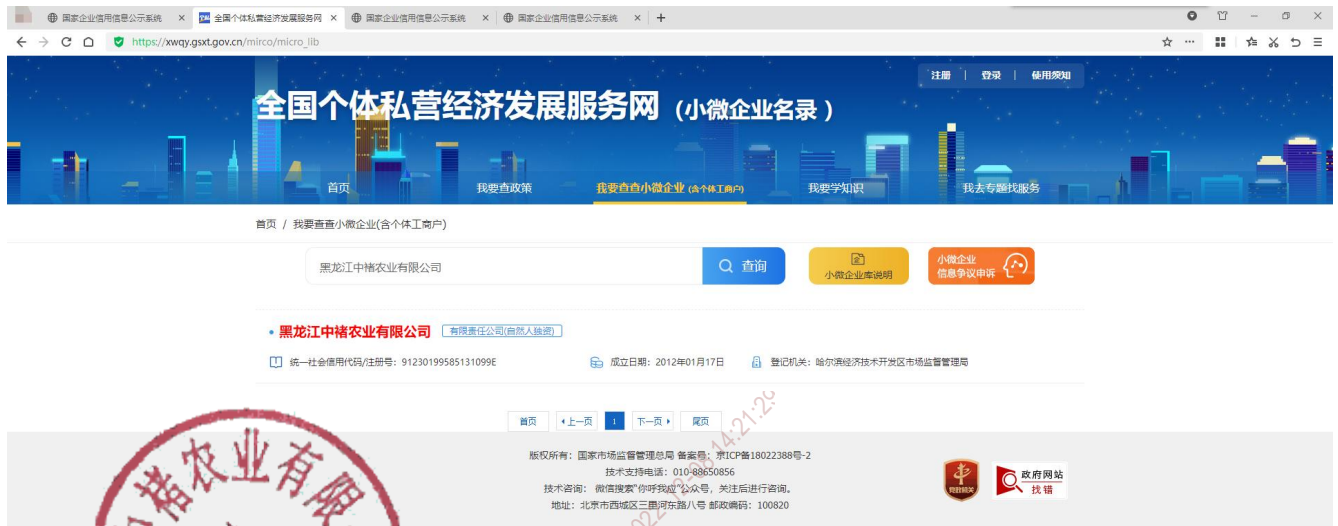 国家企业信用信息公示系统 全国个体私营经济发展服务网 国家企业信用信息公示系统 国家企业信用信息公示系统
https://xwqy.gsxt.gov.cn/mirco/micro_lib
注册 | 登录 | 使用须知
全国个体私营经济发展服务网（小微企业名录）
首页 我要查政策 我要查查小微企业(含个体工商户) 我要学知识 我去专题找服务
首页 / 我要查查小微企业(含个体工商户)
黑龙江中褚农业有限公司 查询 小微企业库说明 小微企业
信息争议申诉
黑龙江中褚农业有限公司 有限责任公司(自然人独资)
统一社会信用代码/注册号：91230199585131099E 成立日期：2012年01月17日 登记机关：哈尔滨经济技术开发区市场监督管理局
首页 上一页 1 下一页 尾页
版权所有：国家市场监督管理总局 备案号：京ICP备18022388号-2
技术支持电话：010-88650856
技术咨询：微信搜索"你呼我应"公众号，关注后进行咨询。
地址：北京市西城区三里河东路八号 邮政编码：100820
党政机关
政府网站
找错
褚农业有限